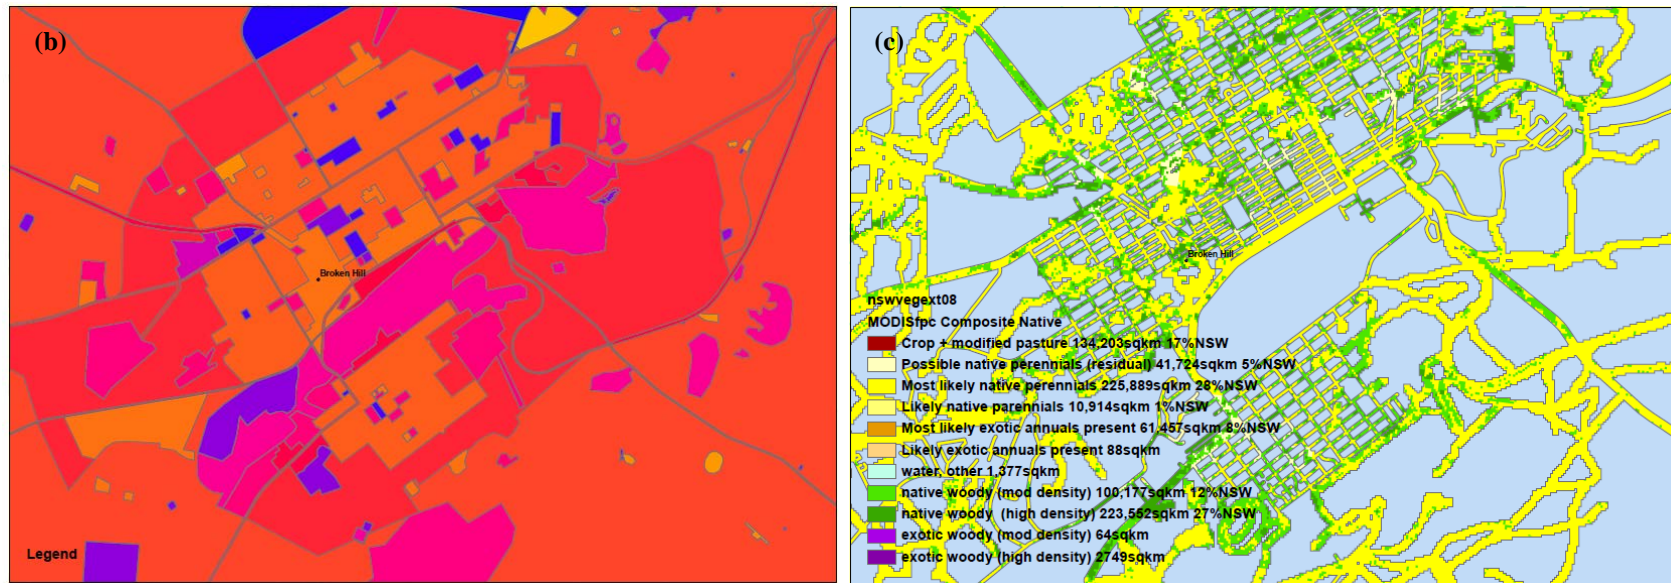 (b)
Broken Hill
Legend
(c)
Broken Hill
nswvegext08
MODISfpc Composite Native
Crop + modified pasture 134,203sqkm 17%NSW
Possible native perennials (residual) 41,724sqkm 5%NSW
Most likely native perennials 225,889sqkm 28%NSW
Likely native parennials 10,914sqkm 1%NSW
Most likely exotic annuals present 61,457sqkm 8%NSW
Likely exotic annuals present 88sqkm
water, other 1,377sqkm
native woody (mod density) 100,177sqkm 12%NSW
native woody (high density) 223,552sqkm 27%NSW
exotic woody (mod density) 64sqkm
exotic woody (high density) 2749sqkm